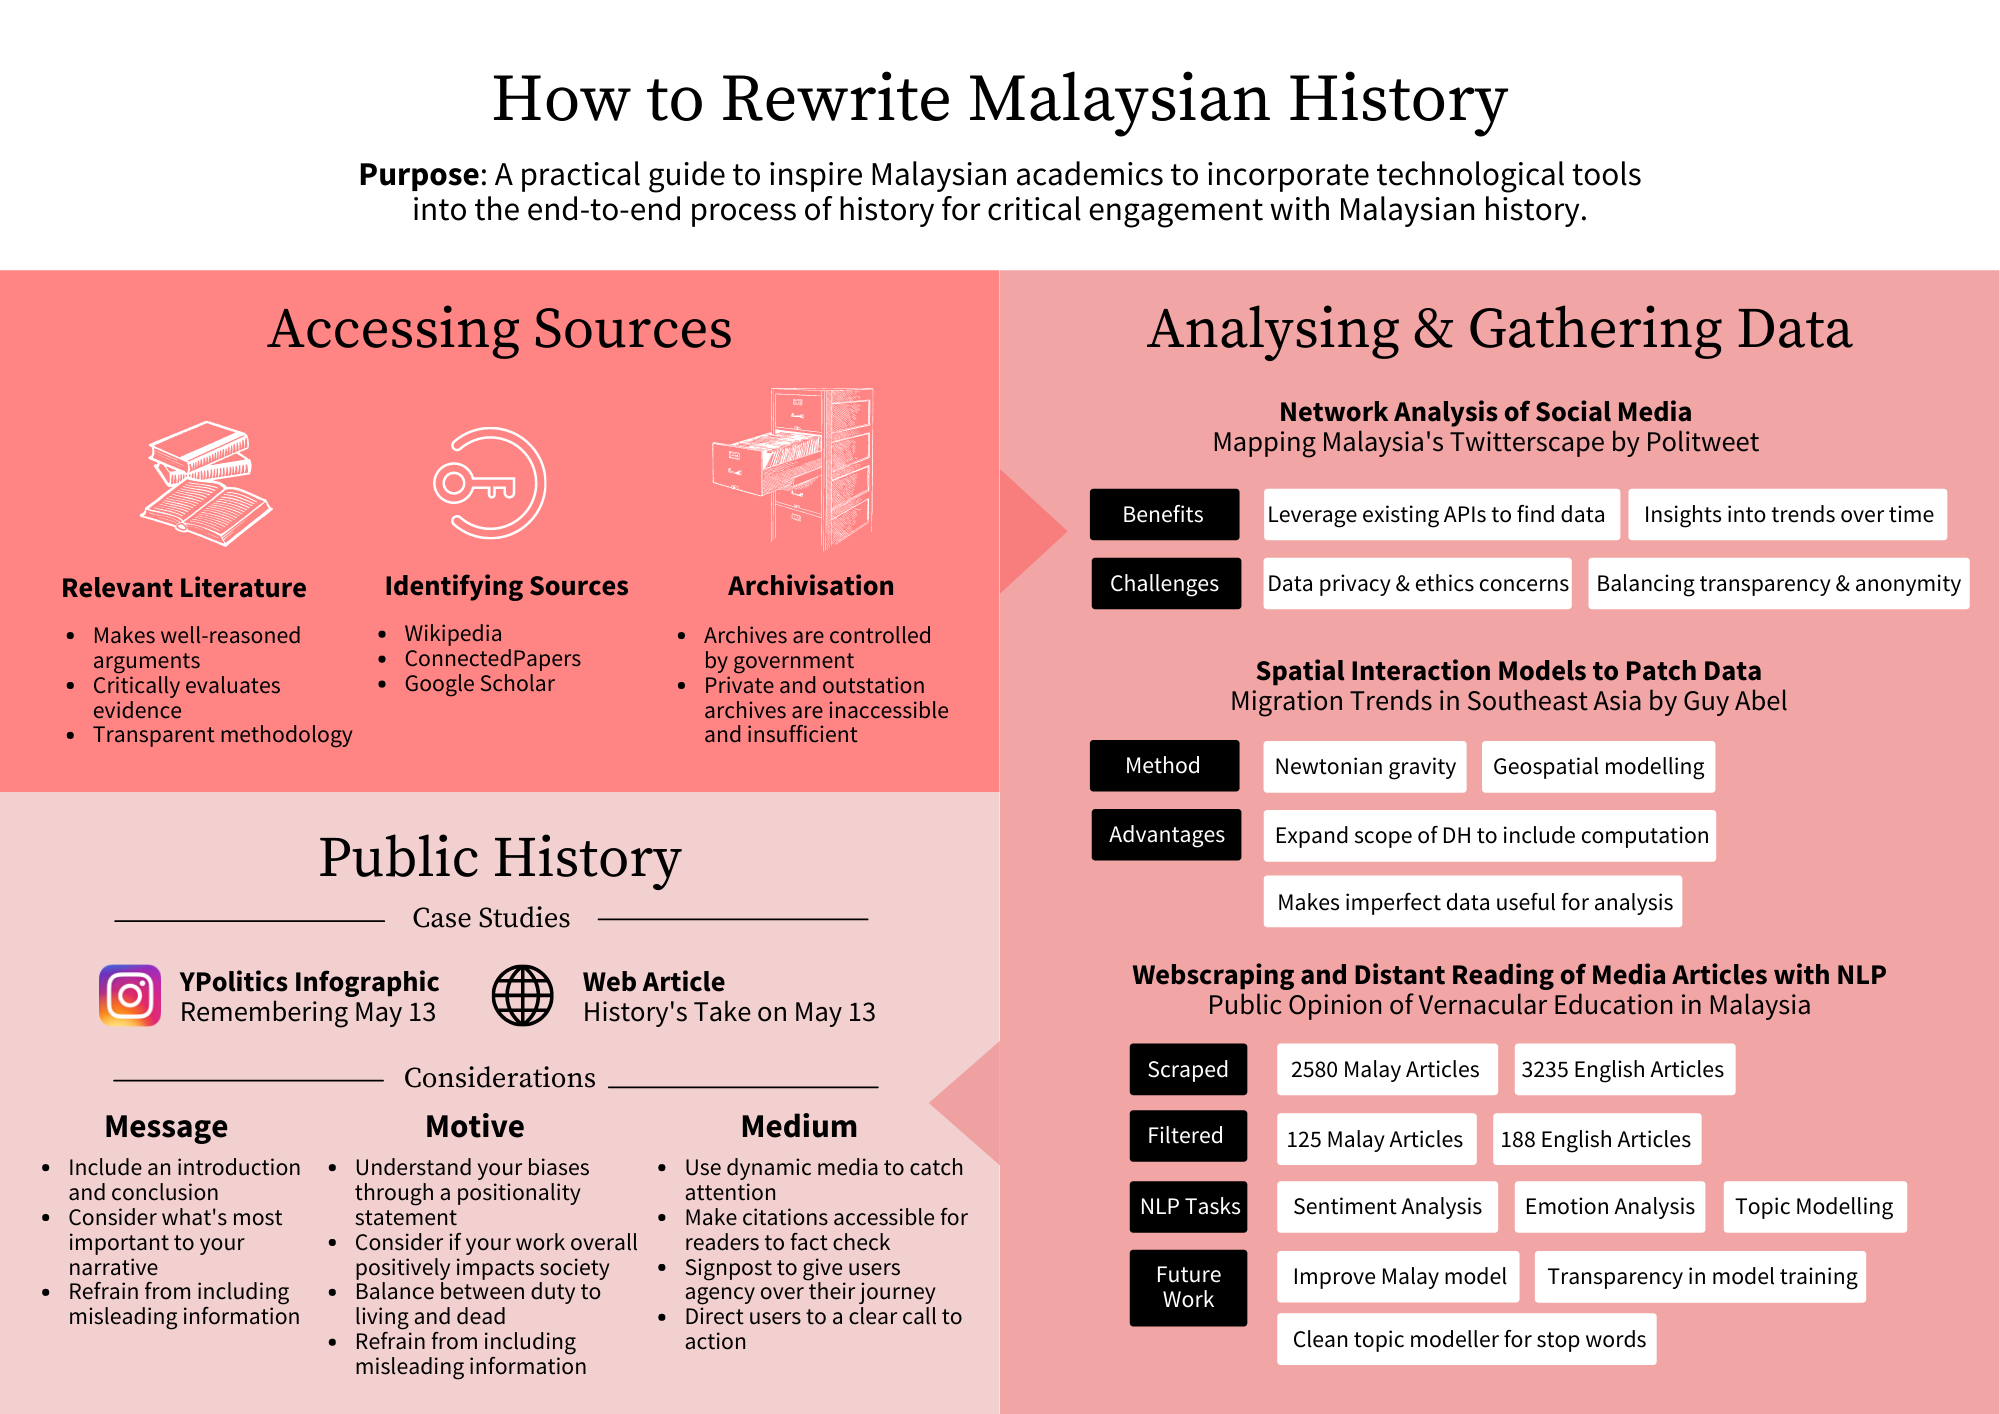 How to Rewrite Malaysian History
Purpose: A practical guide to inspire Malaysian academics to incorporate technological tools
into the end-to-end process of history for critical engagement with Malaysian history.
Accessing Sources
Relevant Literature
• Makes well-reasoned
arguments
• Critically evaluates
evidence
• Transparent methodology
Identifying Sources
• Wikipedia
• ConnectedPapers
• Google Scholar
Archivisation
• Archives are controlled
by government
• Private and outstation
archives are inaccessible
and insufficient
Analysing & Gathering Data
Network Analysis of Social Media
Mapping Malaysia's Twitterscape by Politweet
Benefits
Leverage existing APIs to find data
Insights into trends over time
Challenges
Data privacy & ethics concerns
Balancing transparency & anonymity
Spatial Interaction Models to Patch Data
Migration Trends in Southeast Asia by Guy Abel
Method
Newtonian gravity
Geospatial modelling
Advantages
Expand scope of DH to include computation
Makes imperfect data useful for analysis
Webscraping and Distant Reading of Media Articles with NLP
Public Opinion of Vernacular Education in Malaysia
Scraped
2580 Malay Articles
3235 English Articles
Filtered
125 Malay Articles
188 English Articles
NLP Tasks
Sentiment Analysis
Emotion Analysis
Topic Modelling
Future
Work
Improve Malay model
Transparency in model training
Clean topic modeller for stop words
Public History
Case Studies
YPolitics Infographic
Remembering May 13
Web Article
History's Take on May 13
Considerations
Message
• Include an introduction
and conclusion
• Consider what's most
important to your
narrative
• Refrain from including
misleading information
Motive
• Understand your biases
through a positionality
statement
• Consider if your work overall
positively impacts society
• Balance between duty to
living and dead
• Refrain from including
misleading information
Medium
• Use dynamic media to catch
attention
• Make citations accessible for
readers to fact check
• Signpost to give users
agency over their journey
• Direct users to a clear call to
action